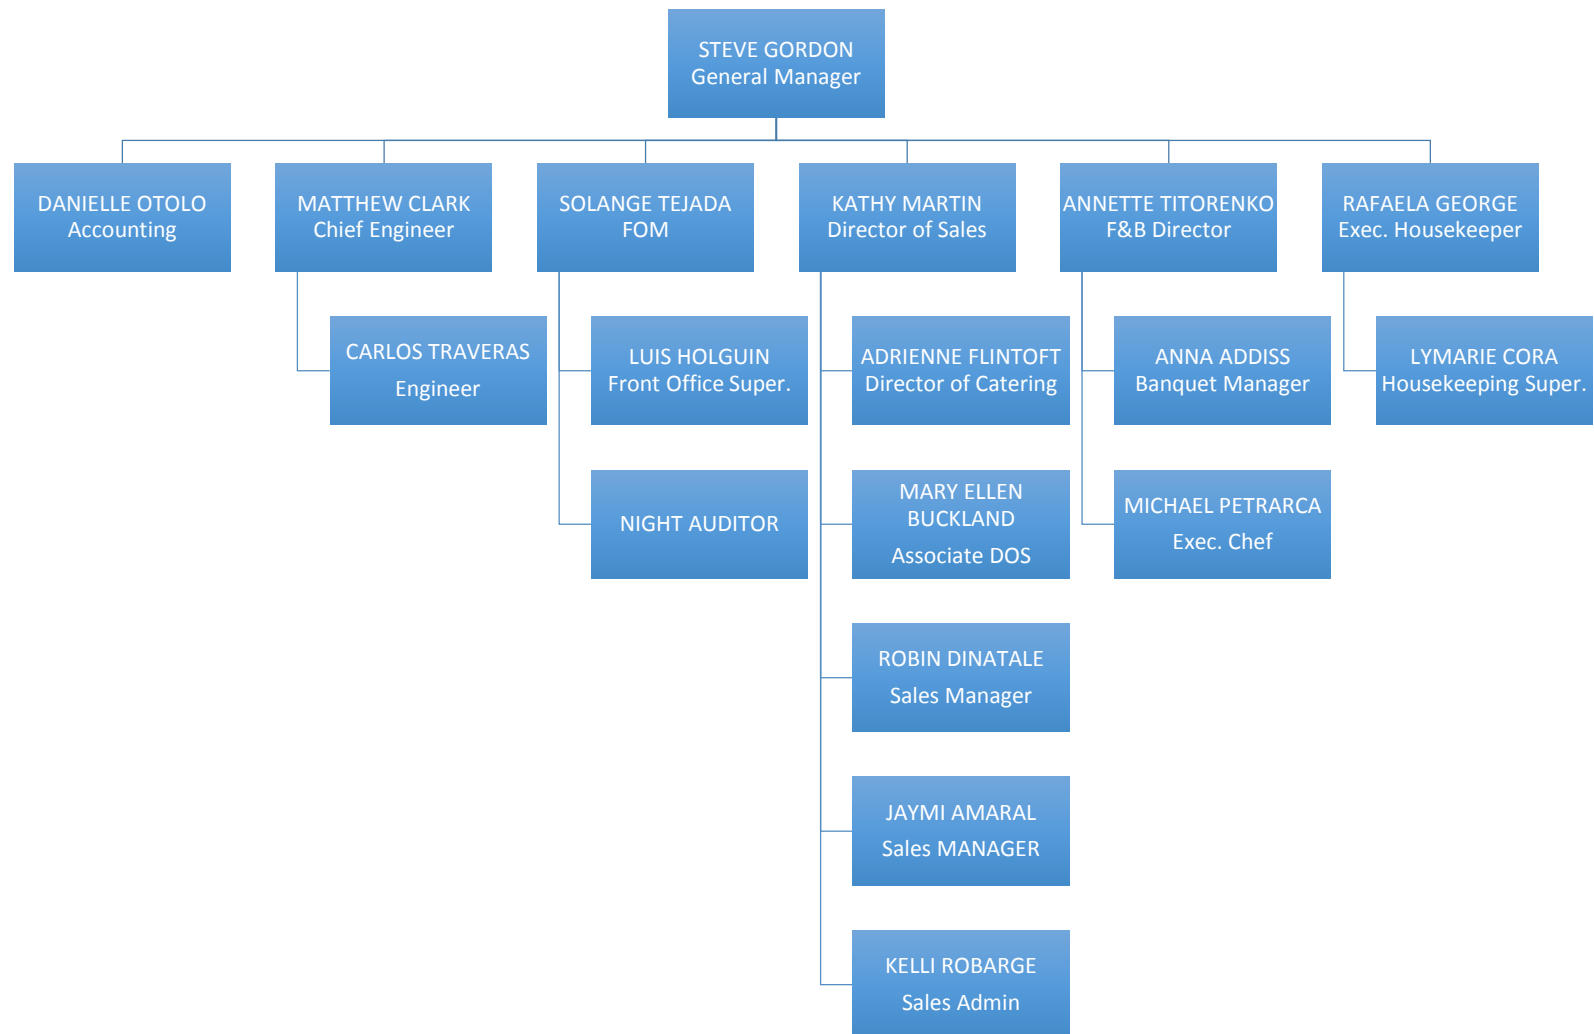 STEVE GORDON
General Manager
DANIELLE OTOLO
Accounting
MATTHEW CLARK
Chief Engineer
SOLANGE TEJADA
FOM
KATHY MARTIN
Director of Sales
ANNETTE TITORENKO
F&B Director
RAFAELA GEORGE
Exec. Housekeeper
CARLOS TRAVERAS
Engineer
LUIS HOLGUIN
Front Office Super.
ADRIENNE FLINTOFT
Director of Catering
ANNA ADDISS
Banquet Manager
LYMARIE CORA
Housekeeping Super.
NIGHT AUDITOR
MARY ELLEN
BUCKLAND
Associate DOS
MICHAEL PETRARCA
Exec. Chef
ROBIN DINATALE
Sales Manager
JAYMI AMARAL
Sales MANAGER
KELLI ROBARGE
Sales Admin